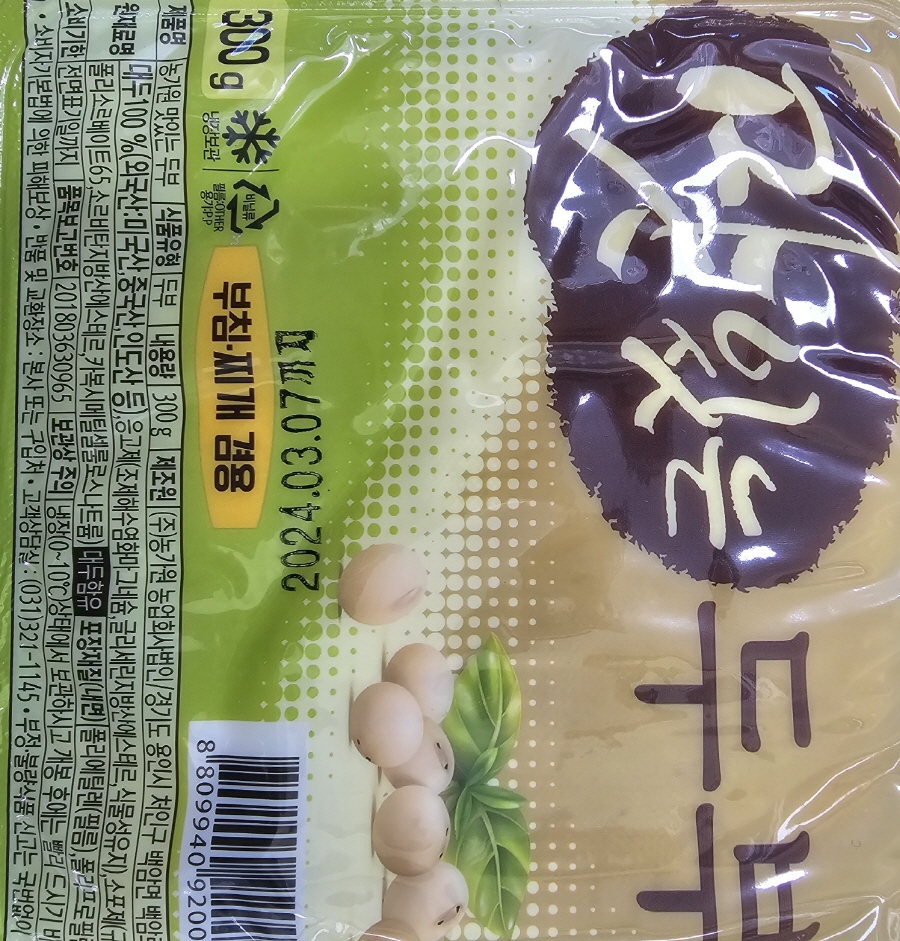 맛있는
두부
300 g
냉장보관
비닐류
필름:OTHER
용기:PP
부침·찌개 겸용
2024.03.07까지
8 809940 9200
제품명 농가원 맛있는 두부 식품유형 두부 내용량 300 g 제조원 (주)농가원 농업회사법인/경기도 용인시 처인구 백암면
원재료명 대두100 %(외국산:미국산,중국산,인도산 등),응고제(조제해수염화마그네슘,글리세리지방산에스테르,식물성유지),소포제(규
폴리소르베이트65,소르비탄지방산에스테르,카복시메틸셀룰로스나트륨) 대두함유 포장재질(내면) 폴리에틸렌(필름),폴리프로필
소비기한 전면표기일까지 품목보고번호 201803630965 보관상 주의 냉장(0~10℃)상태에서 보관하시고 개봉 후에는 빨리 드시기
• 소비자기본법에 의한 피해보상 • 반품 및 교환장소 : 본사 또는 구입처 • 고객상담실 : (031)321-1145 • 부정·불량식품 신고는 국번없이